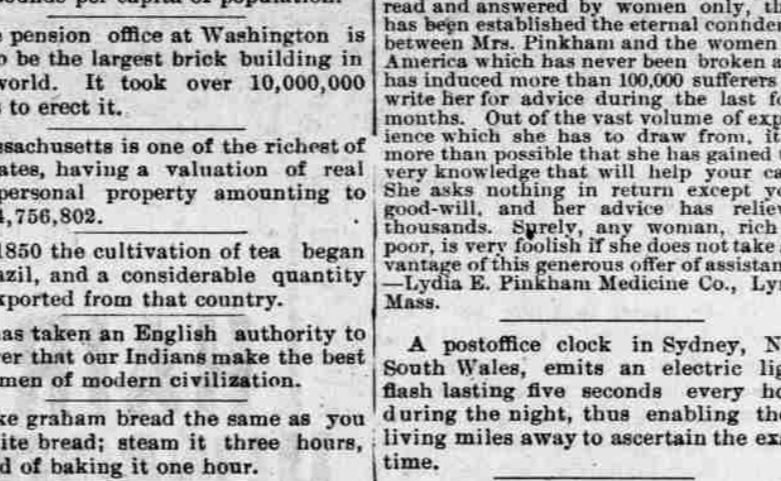 pension office at Washington is
be the largest brick building in
world. It took over 10,000,000
to erect it.
ssachusetts is one of the richest of
ates, having a valuation of real
personal property amounting to
4,756,802.
1850 the cultivation of tea began
azil, and a considerable quantity
xported from that country.
as taken an English authority to
er that our Indians make the best
men of modern civilization.
ke graham bread the same as you
ite bread; steam it three hours,
d of baking it one hour.
read and answered by women only, th
has been established the eternal confiden
between Mrs. Pinkham and the women
America which has never been broken a
has induced more than 100,000 sufferers
write her for advice during the last f
months. Out of the vast volume of exp
ience which she has to draw from, it
more than possible that she has gained
very knowledge that will help your ca
She asks nothing in return except y
good-will, and her advice has reliev
thousands. Surely, any woman, rich
poor, is very foolish if she does not take
vantage of this generous offer of assistan
—Lydia E. Pinkham Medicine Co., Ly
Mass.
A postoffice clock in Sydney, N
South Wales, emits an electric lig
flash lasting five seconds every ho
during the night, thus enabling the
living miles away to ascertain the ex
time.